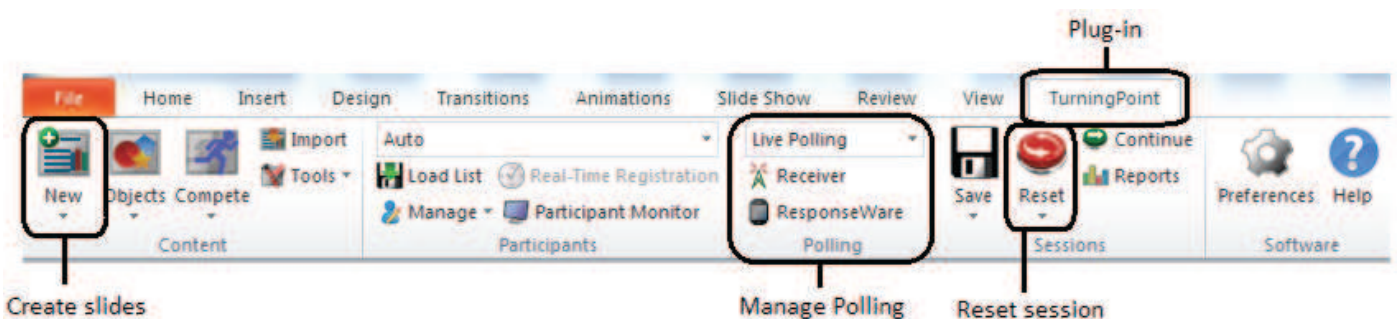 Plug-in
File Home Insert Design Transitions Animations Slide Show Review View TurningPoint
Import Auto Live Polling Continue
Tools Load List Real-Time Registration Receiver Reports
New Objects Compete Save Reset Preferences Help
Manage Participant Monitor ResponseWare
Content Participants Polling Sessions Software
Create slides Manage Polling Reset session